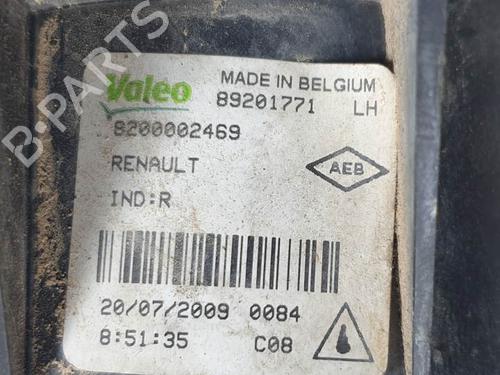 B-PARTS
Valeo MADE IN BELGIUM
89201771 LH
8200002469
RENAULT AEB
IND:R
20/07/2009 0084
8:51:35 C08